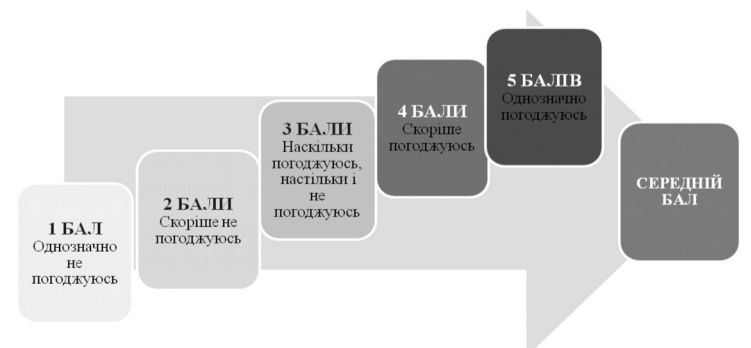 1 БАЛ
Однозначно
не
погоджуюсь
2 БАЛИ
Скоріше не
погоджуюсь
3 БАЛИ
Наскільки
погоджуюсь,
настільки і
не
погоджуюсь
4 БАЛИ
Скоріше
погоджуюсь
5 БАЛІВ
Однозначно
погоджуюсь
СЕРЕДНІЙ
БАЛ